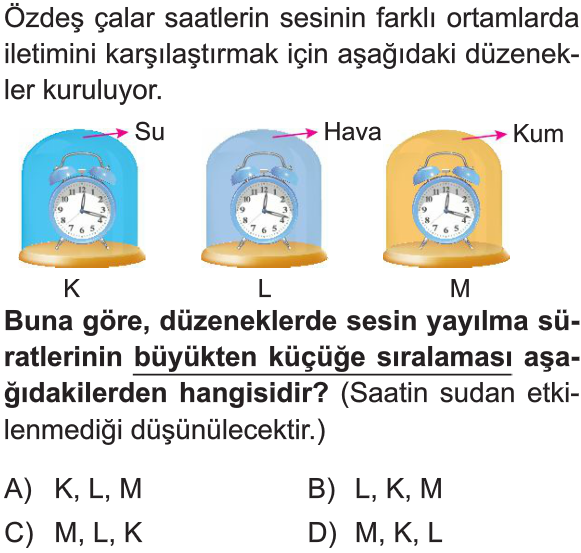 Özdeş çalar saatlerin sesinin farklı ortamlarda
iletimini karşılaştırmak için aşağıdaki düzenek-
ler kuruluyor.
Su
Hava
Kum
K
L
M
Buna göre, düzeneklerde sesin yayılma sü-
ratlerinin büyükten küçüğe sıralaması aşa-
ğıdakilerden hangisidir? (Saatin sudan etki-
lenmediği düşünülecektir.)
A) K, L, M
B) L, K, M
C) M, L, K
D) M, K, L